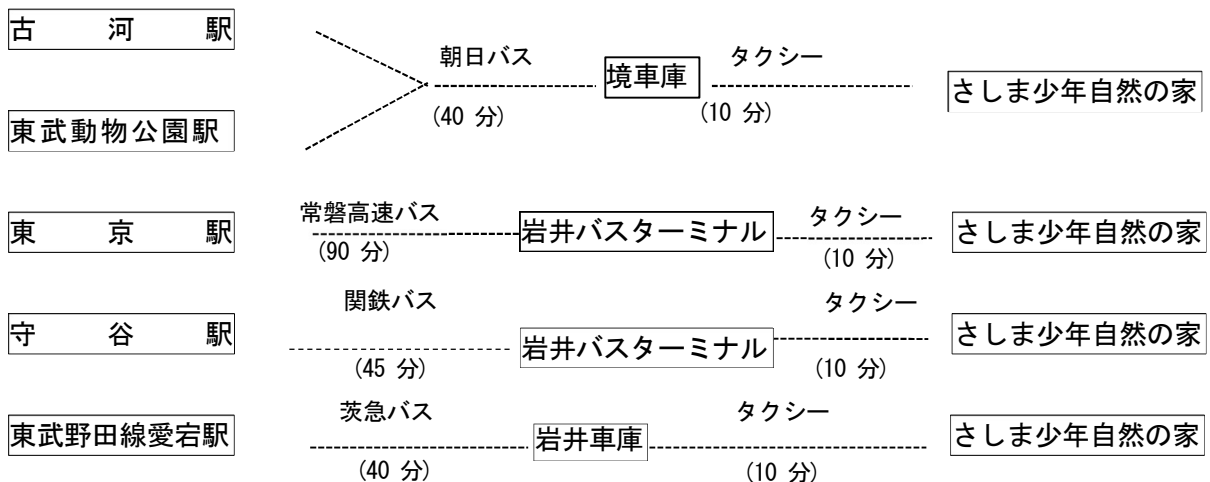 古河駅
朝日バス
タクシー
境車庫
さしま少年自然の家
(40 分)
(10 分)
東武動物公園駅
常磐高速バス
タクシー
東京駅
岩井バスターミナル
さしま少年自然の家
(90 分)
(10 分)
関鉄バス
タクシー
守谷駅
岩井バスターミナル
さしま少年自然の家
(45 分)
(10 分)
茨急バス
タクシー
東武野田線愛宕駅
岩井車庫
さしま少年自然の家
(40 分)
(10 分)